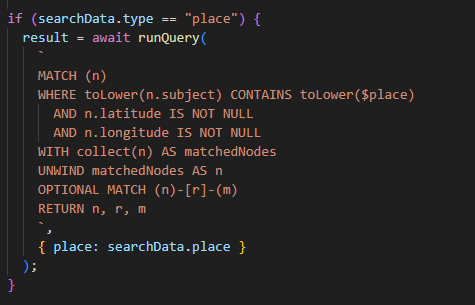 if (searchData.type == "place") {
  result = await runQuery(
    `
    MATCH (n)
    WHERE toLower(n.subject) CONTAINS toLower($place)
      AND n.latitude IS NOT NULL
      AND n.longitude IS NOT NULL
    WITH collect(n) AS matchedNodes
    UNWIND matchedNodes AS n
    OPTIONAL MATCH (n)-[r]-(m)
    RETURN n, r, m
    `,
    { place: searchData.place }
  );
}